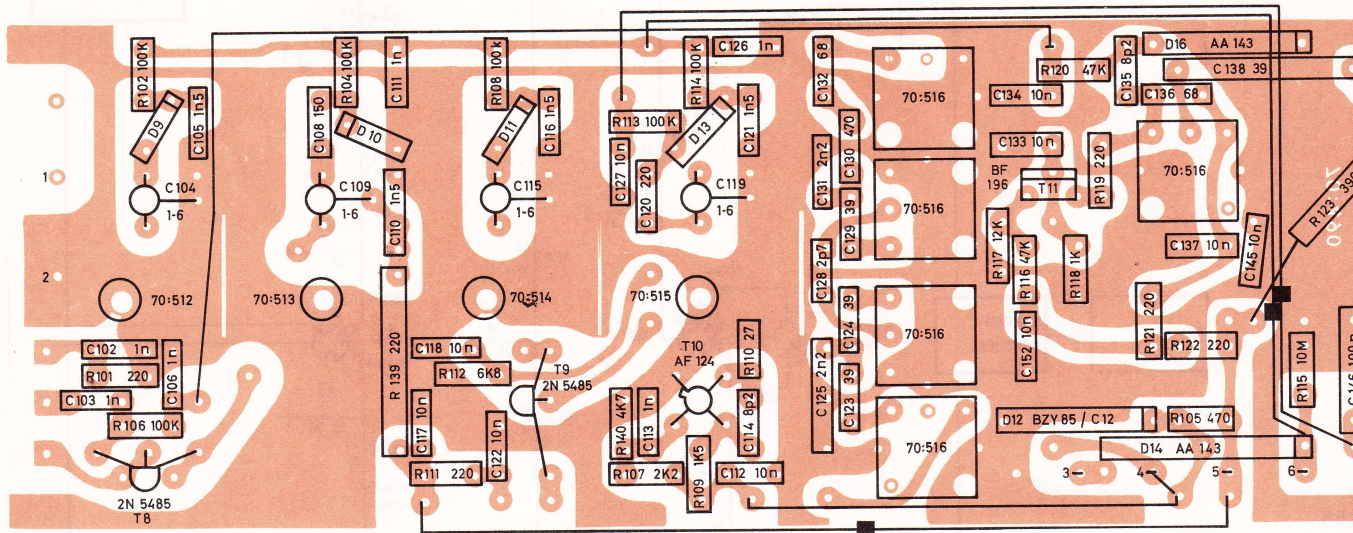 R102 100K
D9
C105 1n5
C104
1-6
1
2
70:512
C102 1n
R101 220
C103 1n
C106 1n
R106 100K
2N 5485
T8
C108 150
R104 100K
C111 1n
D10
C109
1-6
C110 1n5
70:513
R 139 220
C118 10n
R112 6K8
C117 10n
R111 220
C122 10n
R108 100k
D11
C116 1n5
C115
1-6
70:514
T9
2N 5485
R114 100K
C126 1n
R113 100K
D 13
C121 1n5
C127 10n
C120 220
C119
1-6
70:515
T10
AF 124
R110 27
R140 4K7
C113 1n
C114 8p2
R107 2K2
R109 1K5
C112 10n
C132 68
C130 470
C131 2n2
C129 39
C128 2p7
C124 39
C125 2n2
C123 39
70:516
70:516
70:516
70:516
R120 47K
C135 8p2
D16 AA 143
C 138 39
C134 10n
C136 68
C133 10n
BF
196
T11
R119 220
70:516
R117 12K
R116 47K
R118 1K
C137 10n
C145 10n
R 123
C152 10n
R121 220
R122 220
R115 10M
D12 BZY 85 / C12
R105 470
D14 AA 143
3
4
5
6